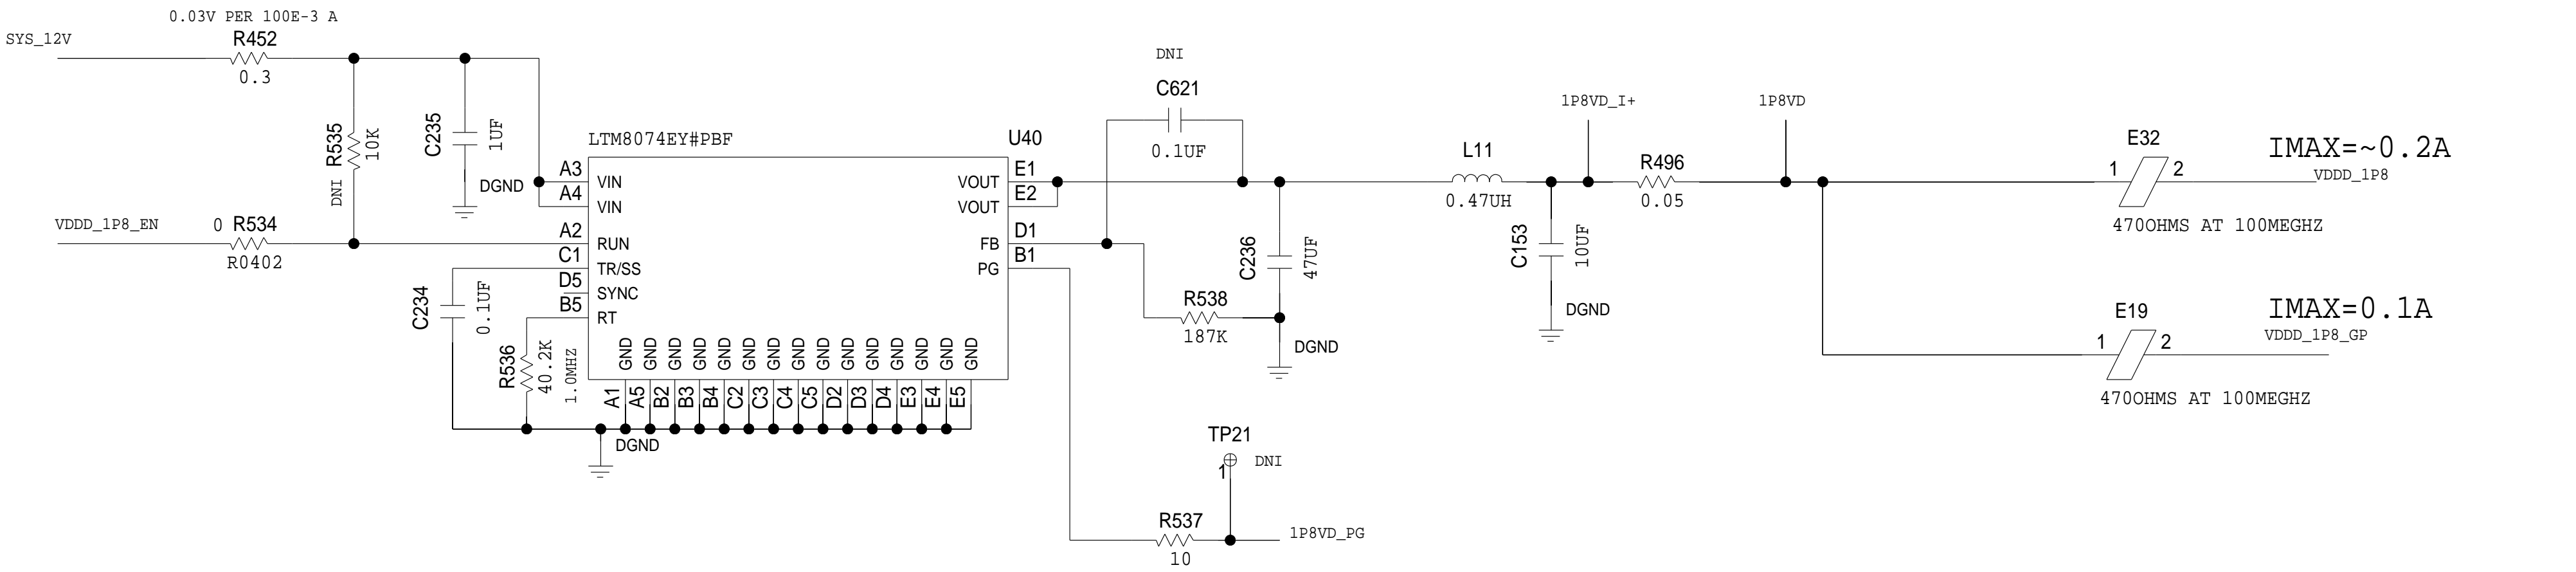 0.03V PER 100E-3 A
SYS_12V
R452
0.3
R535
10K
DNI
C235
1UF
DGND
VDDD_1P8_EN
0
R534
R0402
C234
0.1UF
R536
40.2K
1.0MHZ
LTM8074EY#PBF
U40
A3
VIN
A4
VIN
A2
RUN
C1
TR/SS
D5
SYNC
B5
RT
E1
VOUT
E2
VOUT
D1
FB
B1
PG
GND GND GND GND GND GND GND GND GND GND GND GND GND GND GND
A1 A5 B2 B3 B4 C2 C3 C4 C5 D2 D3 D4 E3 E4 E5
DGND
DNI
C621
0.1UF
C236
47UF
R538
187K
DGND
L11
0.47UH
C153
10UF
DGND
1P8VD_I+
R496
0.05
1P8VD
E32
1
2
470OHMS AT 100MEGHZ
IMAX=~0.2A
VDDD_1P8
E19
1
2
470OHMS AT 100MEGHZ
IMAX=0.1A
VDDD_1P8_GP
TP21
1
DNI
R537
10
1P8VD_PG